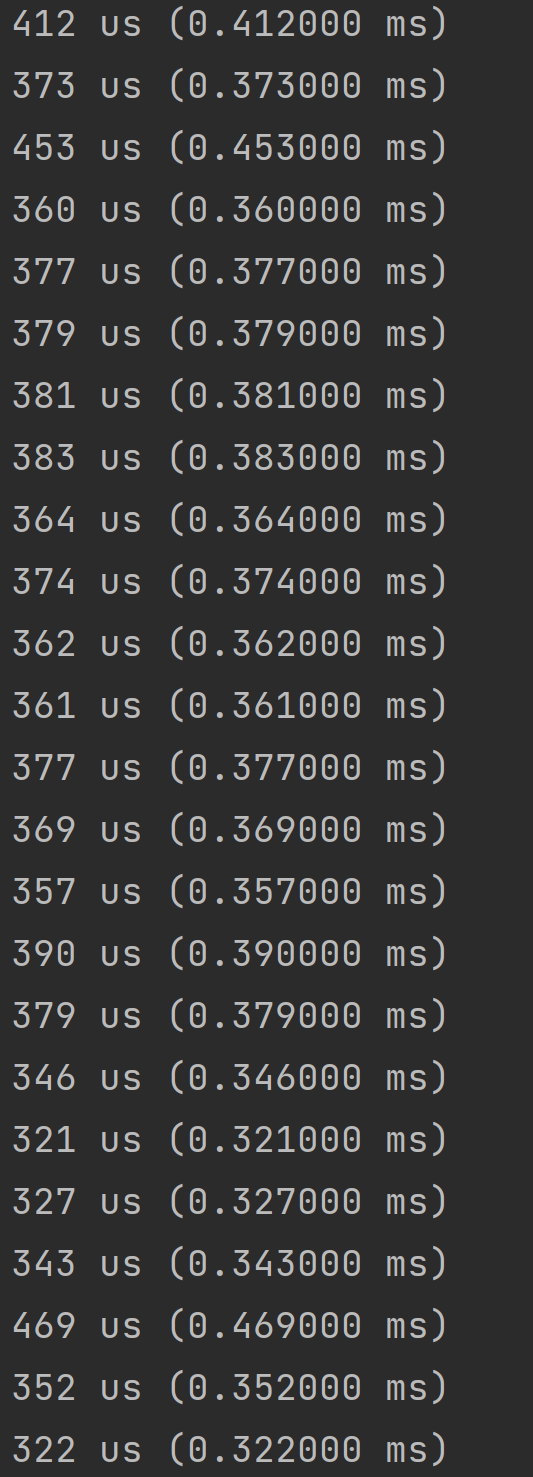 412 us (0.412000 ms)
373 us (0.373000 ms)
453 us (0.453000 ms)
360 us (0.360000 ms)
377 us (0.377000 ms)
379 us (0.379000 ms)
381 us (0.381000 ms)
383 us (0.383000 ms)
364 us (0.364000 ms)
374 us (0.374000 ms)
362 us (0.362000 ms)
361 us (0.361000 ms)
377 us (0.377000 ms)
369 us (0.369000 ms)
357 us (0.357000 ms)
390 us (0.390000 ms)
379 us (0.379000 ms)
346 us (0.346000 ms)
321 us (0.321000 ms)
327 us (0.327000 ms)
343 us (0.343000 ms)
469 us (0.469000 ms)
352 us (0.352000 ms)
322 us (0.322000 ms)